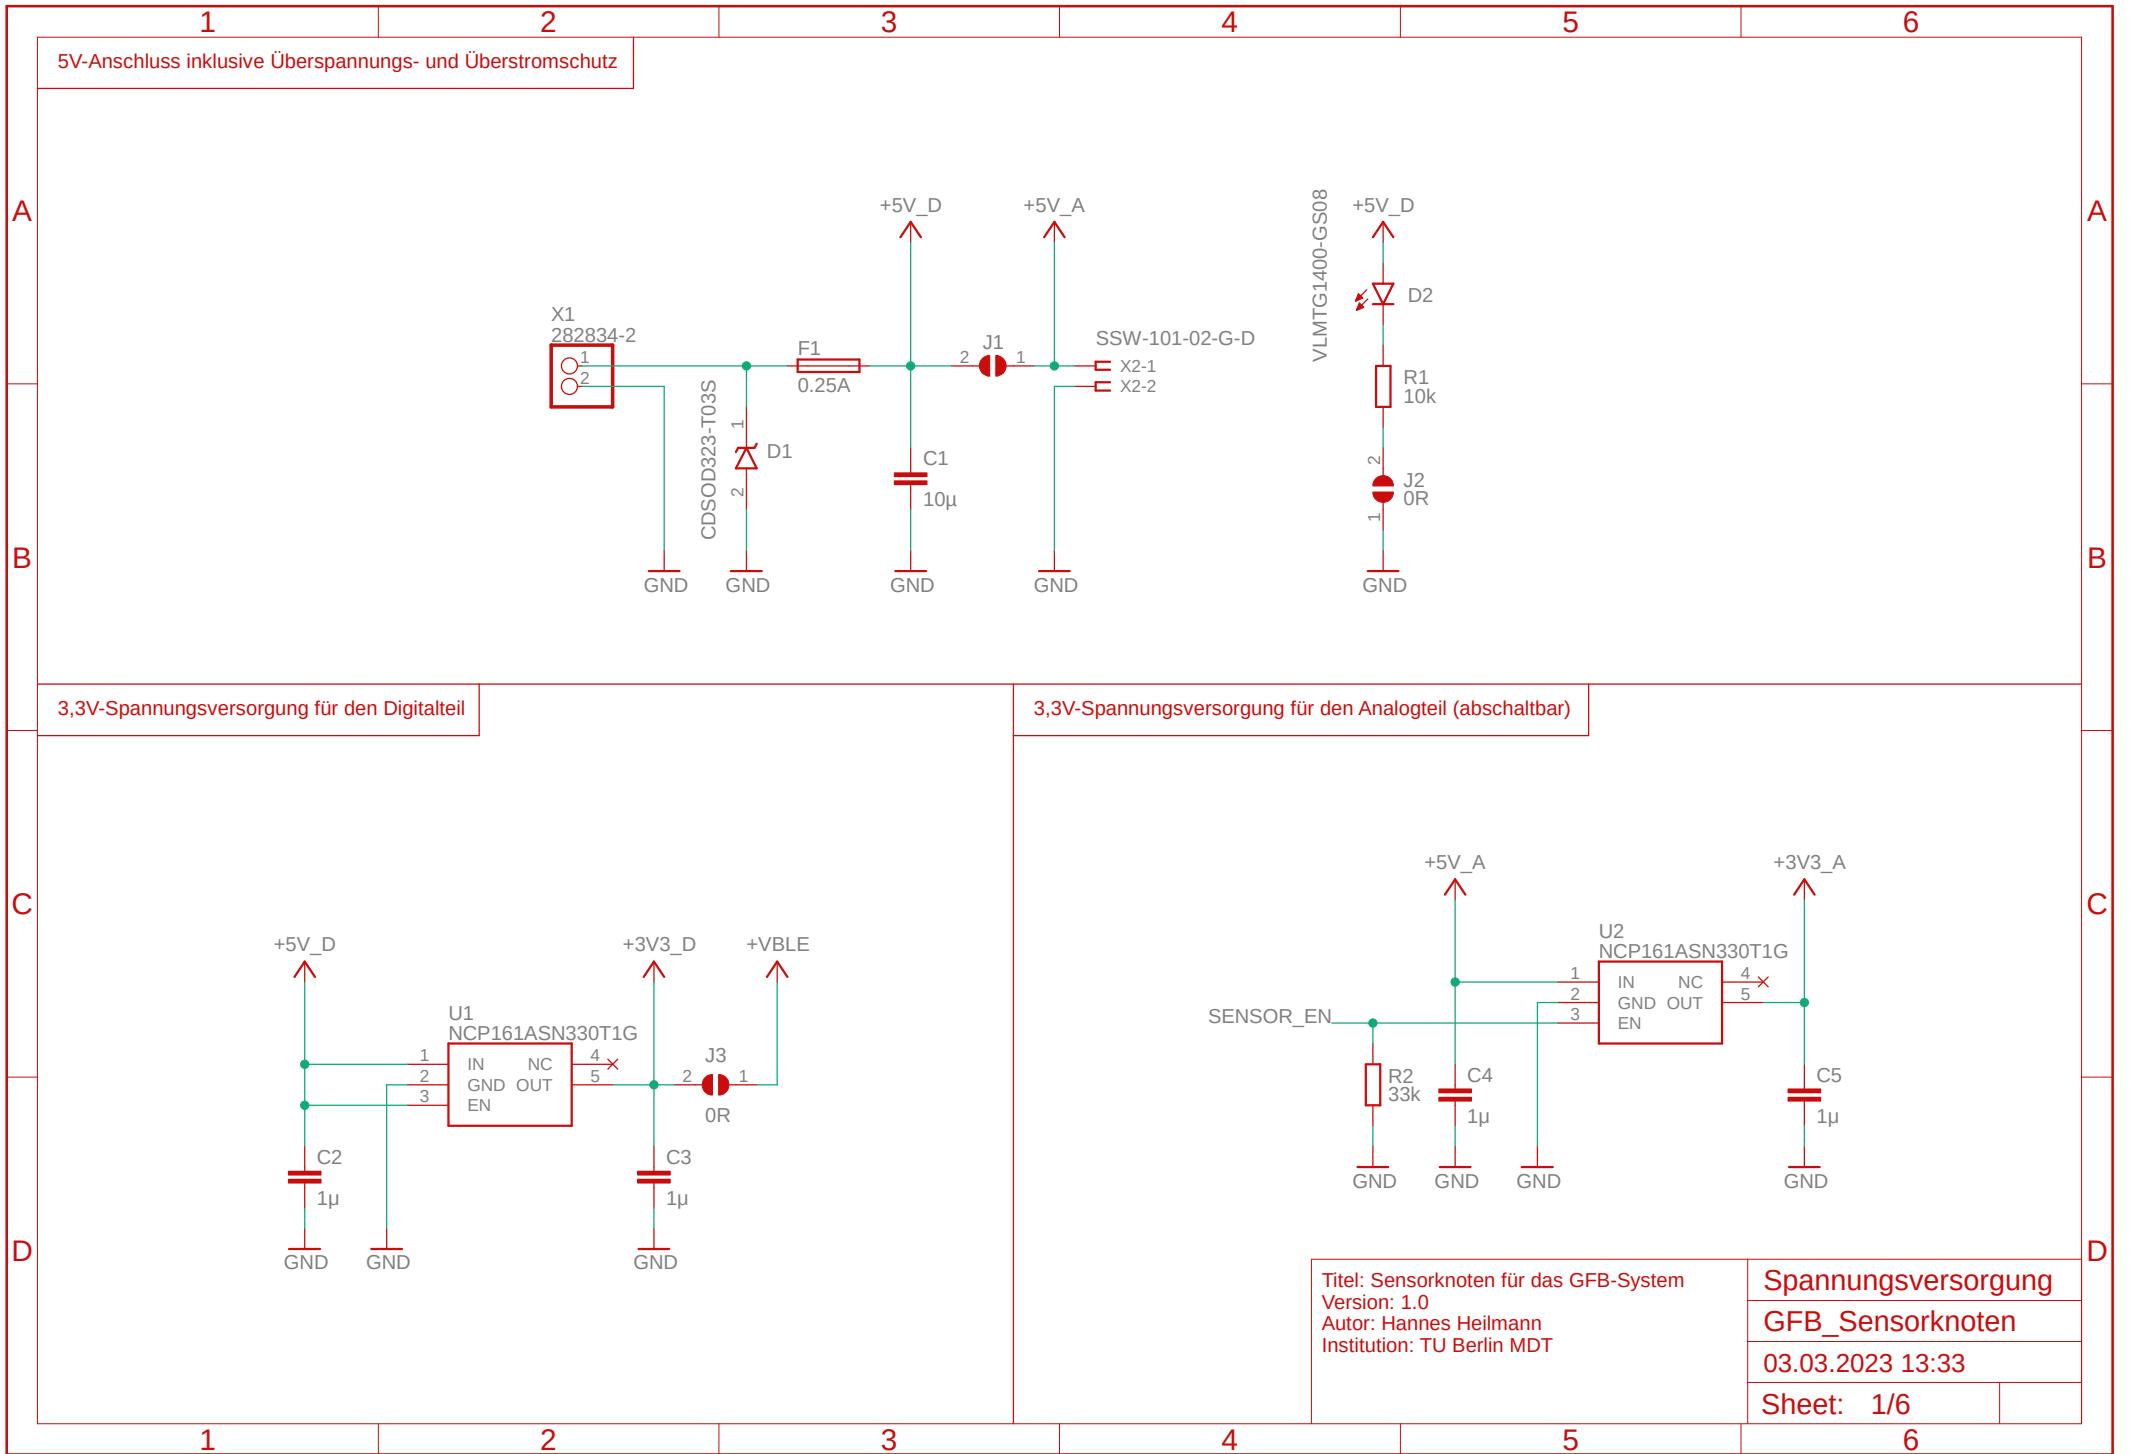 1 2 3 4 5 6
5V-Anschluss inklusive Überspannungs- und Überstromschutz
A A
+5V_D +5V_A +5V_D
VLMTG1400-GS08
D2
X1
282834-2
1
2
F1
0.25A
2 J1 1
SSW-101-02-G-D
X2-1
X2-2
R1
10k
CDSOD323-T03S
1
D1
2
C1
10µ
2
J2
0R
1
B B
GND GND GND GND GND
3,3V-Spannungsversorgung für den Digitalteil
3,3V-Spannungsversorgung für den Analogteil (abschaltbar)
C C
+5V_D +3V3_D +VBLE
U1
NCP161ASN330T1G
1 IN NC 4
2 GND OUT 5
3 EN
2 J3 1
0R
C2
1µ
C3
1µ
GND GND GND
+5V_A +3V3_A
U2
NCP161ASN330T1G
1 IN NC 4
2 GND OUT 5
3 EN
SENSOR_EN
R2
33k
C4
1µ
C5
1µ
GND GND GND GND
D D
Titel: Sensorknoten für das GFB-System
Version: 1.0
Autor: Hannes Heilmann
Institution: TU Berlin MDT
Spannungsversorgung
GFB_Sensorknoten
03.03.2023 13:33
Sheet: 1/6
1 2 3 4 5 6